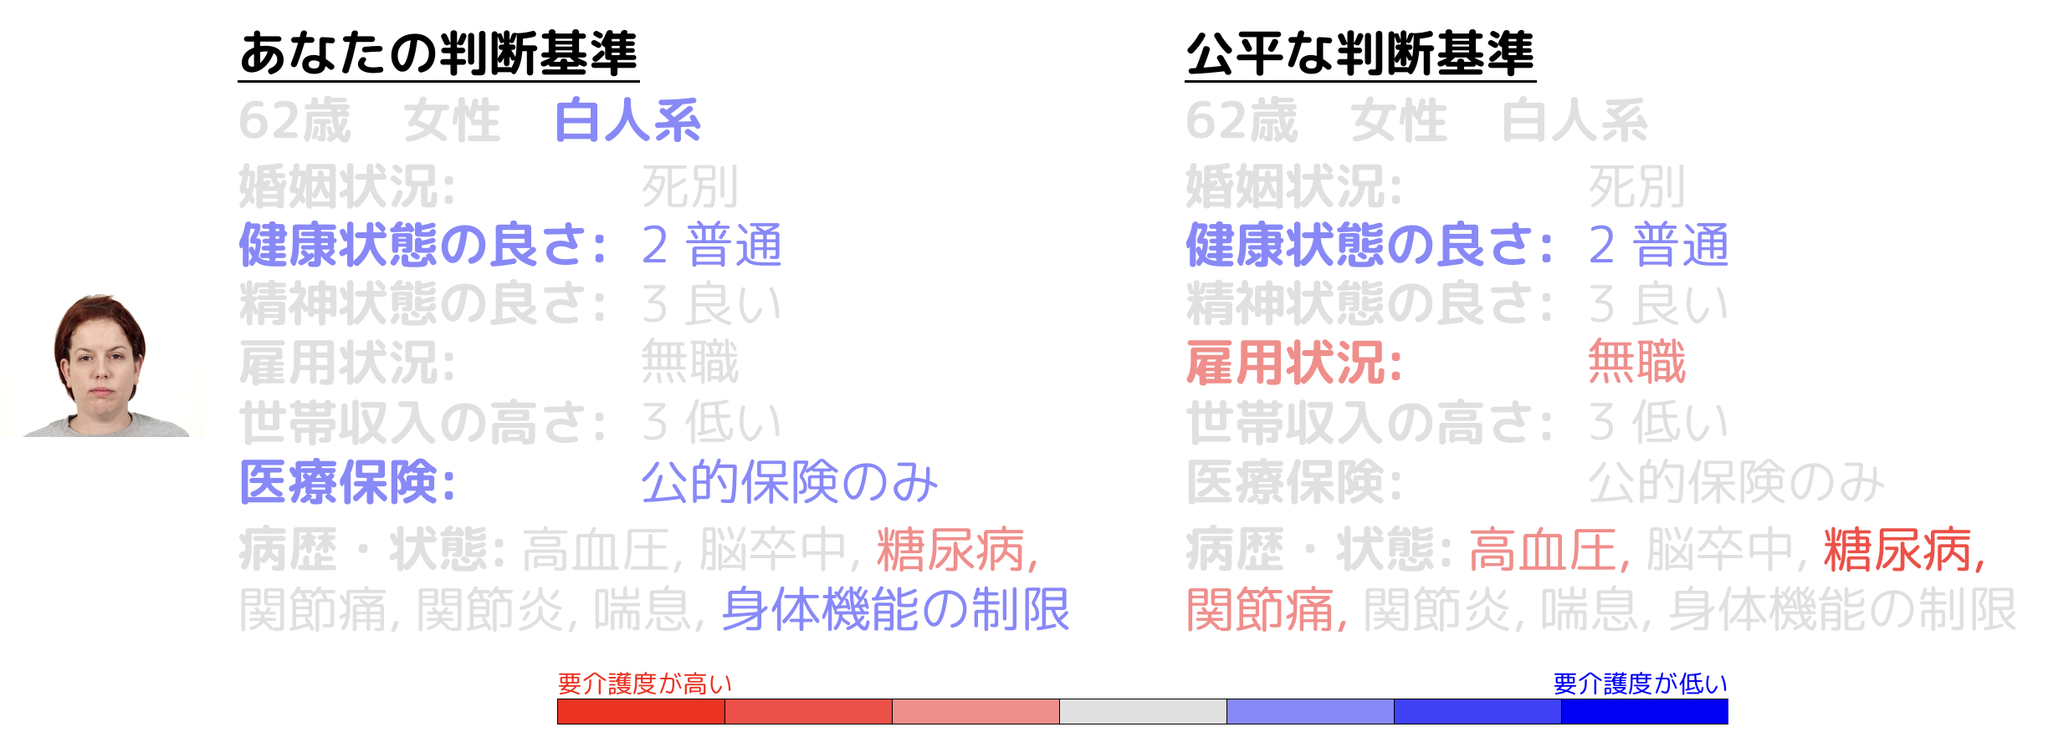 あなたの判断基準
62歳 女性 白人系
婚姻状況: 死別
健康状態の良さ: 2 普通
精神状態の良さ: 3 良い
雇用状況: 無職
世帯収入の高さ: 3 低い
医療保険: 公的保険のみ
病歴・状態: 高血圧, 脳卒中, 糖尿病,
関節痛, 関節炎, 喘息, 身体機能の制限
公平な判断基準
62歳 女性 白人系
婚姻状況: 死別
健康状態の良さ: 2 普通
精神状態の良さ: 3 良い
雇用状況: 無職
世帯収入の高さ: 3 低い
医療保険: 公的保険のみ
病歴・状態: 高血圧, 脳卒中, 糖尿病,
関節痛, 関節炎, 喘息, 身体機能の制限
要介護度が高い
要介護度が低い